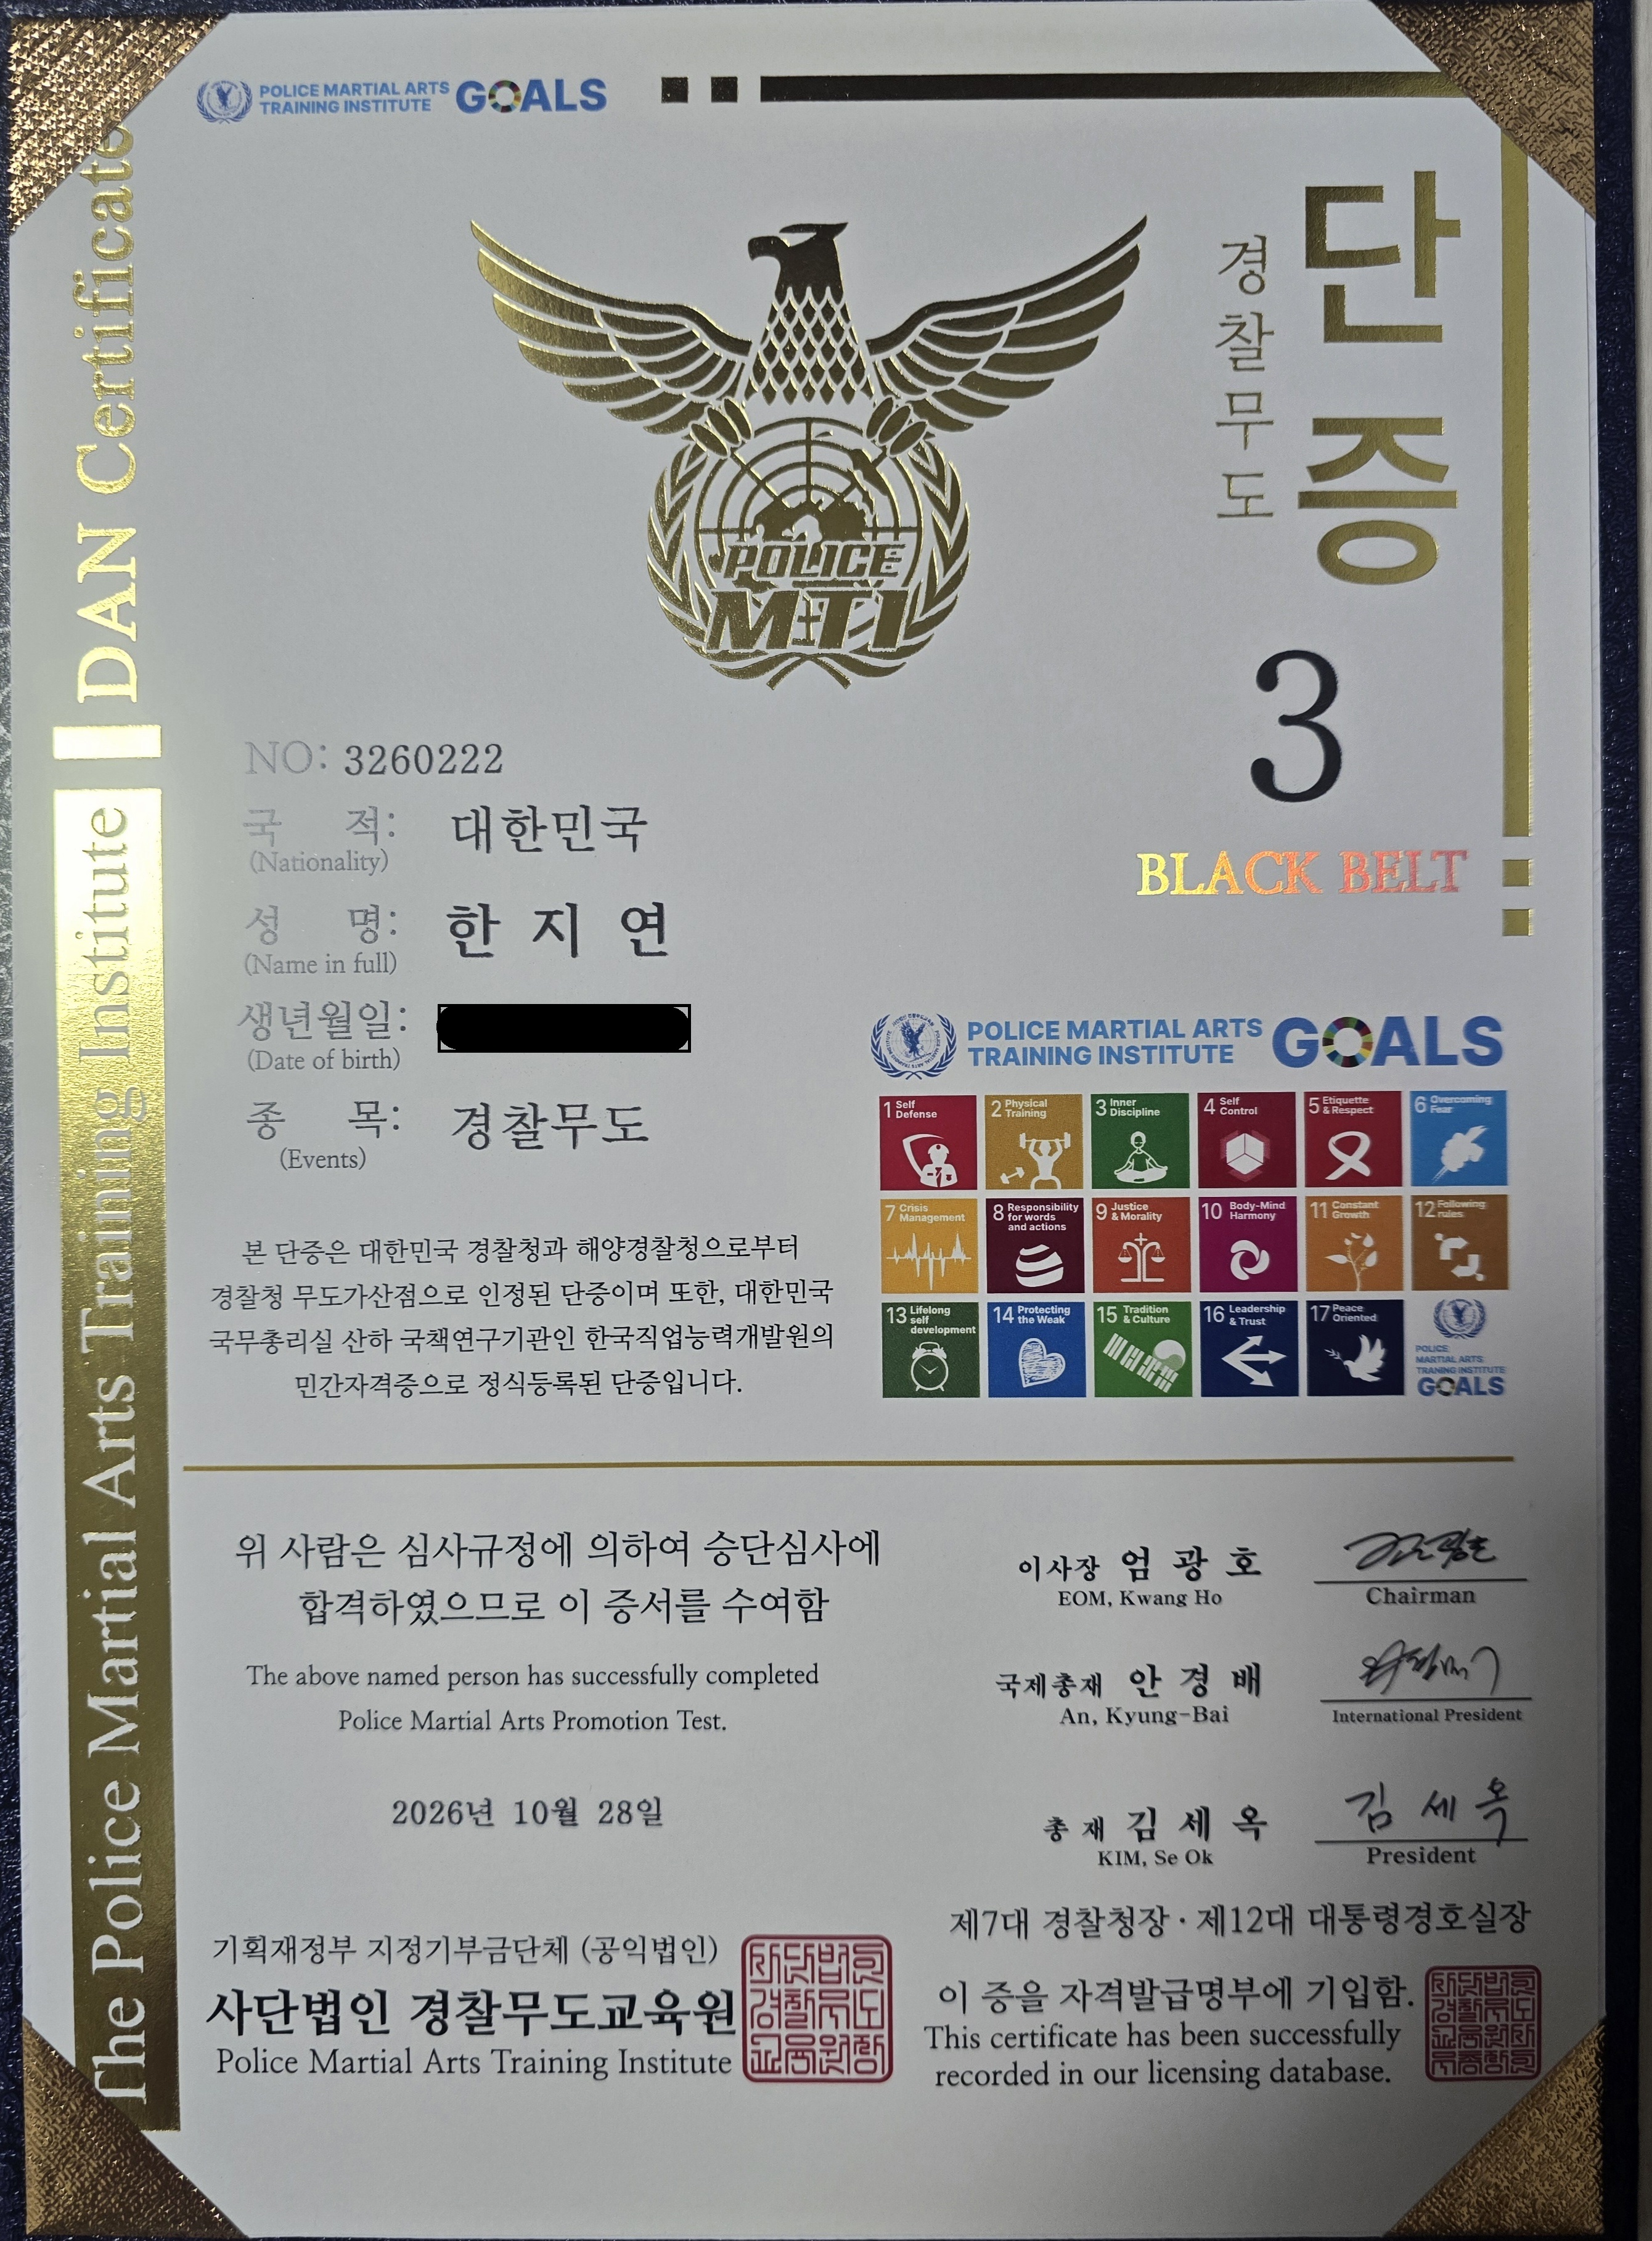 POLICE MARTIAL ARTS
TRAINING INSTITUTE GOALS
The Police Martial Arts Training Institute DAN Certificate
단증
경찰무도
POLICE
MTI
3
BLACK BELT
NO: 3260222
국 적: 대한민국
(Nationality)
성 명: 한 지 연
(Name in full)
생년월일:
(Date of birth)
종 목: 경찰무도
(Events)
본 단증은 대한민국 경찰청과 해양경찰청으로부터
경찰청 무도가산점으로 인정된 단증이며 또한, 대한민국
국무총리실 산하 국책연구기관인 한국직업능력개발원의
민간자격증으로 정식등록된 단증입니다.
POLICE MARTIAL ARTS
TRAINING INSTITUTE GOALS
1 Self Defense
2 Physical Training
3 Inner Discipline
4 Self Control
5 Etiquette & Respect
6 Overcoming Fear
7 Crisis Management
8 Responsibility for words and actions
9 Justice & Morality
10 Body-Mind Harmony
11 Constant Growth
12 Following rules
13 Lifelong self development
14 Protecting the Weak
15 Tradition & Culture
16 Leadership & Trust
17 Peace Oriented
POLICE
MARTIAL ARTS
TRANING INSTITUTE
GOALS
위 사람은 심사규정에 의하여 승단심사에
합격하였으므로 이 증서를 수여함
The above named person has successfully completed
Police Martial Arts Promotion Test.
2026년 10월 28일
이사장 엄 광 호
EOM, Kwang Ho
Chairman
국제총재 안 경 배
An, Kyung-Bai
International President
총 재 김 세 옥
KIM, Se Ok
김 세 옥
President
제7대 경찰청장 · 제12대 대통령경호실장
기획재정부 지정기부금단체 (공익법인)
사단법인 경찰무도교육원
Police Martial Arts Training Institute
이 증을 자격발급명부에 기입함.
This certificate has been successfully
recorded in our licensing database.